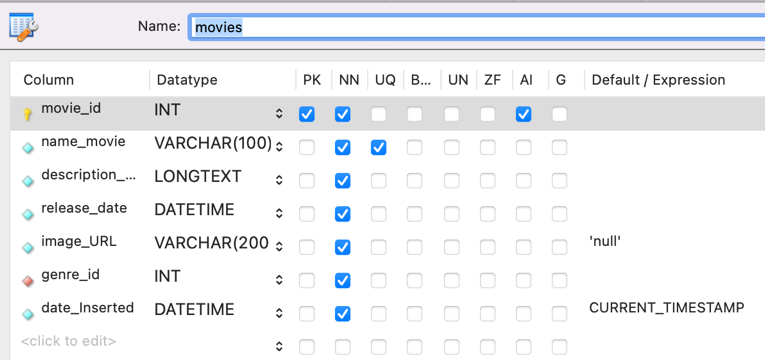 Name: movies
Column Datatype PK NN UQ B... UN ZF AI G Default / Expression
movie_id INT
name_movie VARCHAR(100)
description_... LONGTEXT
release_date DATETIME
image_URL VARCHAR(200 'null'
genre_id INT
date_Inserted DATETIME CURRENT_TIMESTAMP
<click to edit>